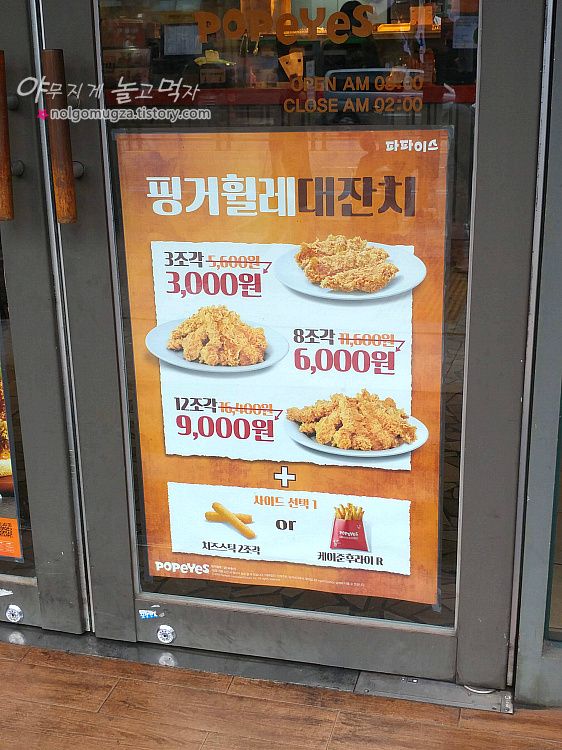 POPEYES
OPEN AM 09:00
CLOSE AM 02:00
야무지게 놀고먹자
nolgomugza.tistory.com
파파이스
핑거휠레대잔치
3조각 5,600원
3,000원
8조각 11,600원
6,000원
12조각 16,400원
9,000원
+
사이드 선택 1
or
POPEYES
치즈스틱 2조각
케이준후라이 R
POPEYES